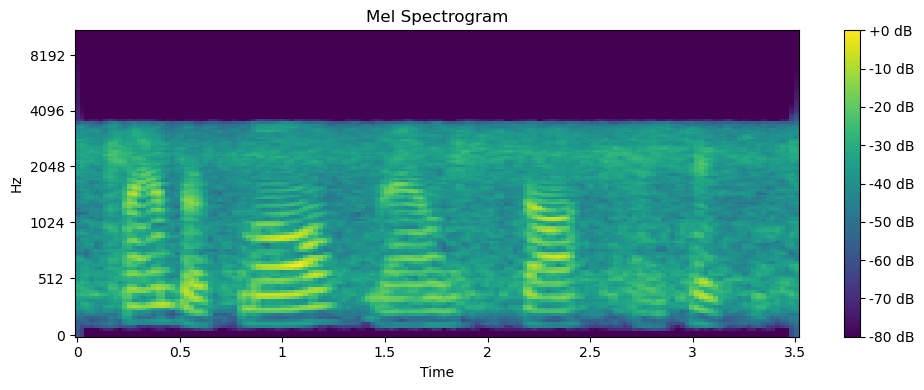 Mel Spectrogram
Hz
8192
4096
2048
1024
512
0
0
0.5
1
1.5
2
2.5
3
3.5
Time
+0 dB
-10 dB
-20 dB
-30 dB
-40 dB
-50 dB
-60 dB
-70 dB
-80 dB